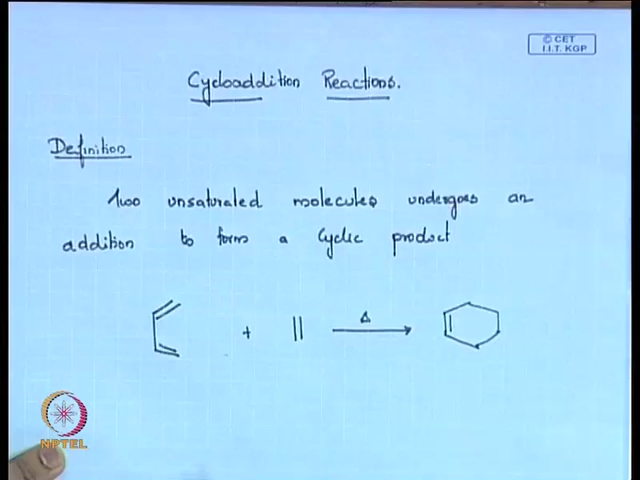 © CET
I.I.T. KGP
Cycloaddition Reactions.
Definition
Two unsaturated molecules undergoes an
addition to form a cyclic product
+ || Δ
NPTEL